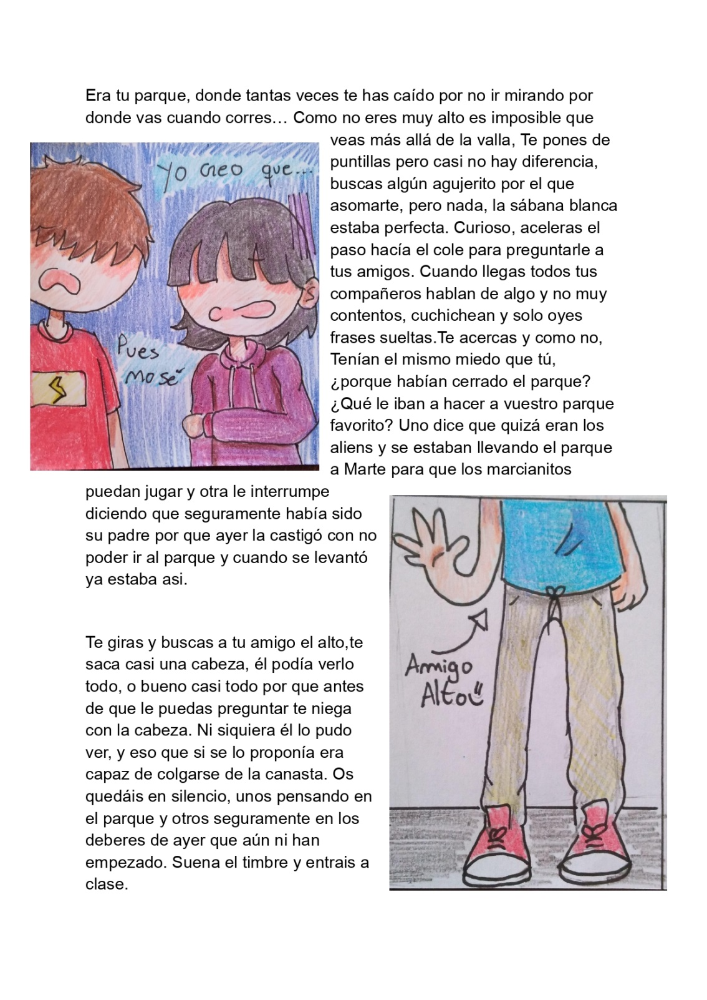 Era tu parque, donde tantas veces te has caído por no ir mirando por
donde vas cuando corres… Como no eres muy alto es imposible que
veas más allá de la valla, Te pones de
puntillas pero casi no hay diferencia,
buscas algún agujerito por el que
asomarte, pero nada, la sábana blanca
estaba perfecta. Curioso, aceleras el
paso hacía el cole para preguntarle a
tus amigos. Cuando llegas todos tus
compañeros hablan de algo y no muy
contentos, cuchichean y solo oyes
frases sueltas.Te acercas y como no,
Tenían el mismo miedo que tú,
¿porque habían cerrado el parque?
¿Qué le iban a hacer a vuestro parque
favorito? Uno dice que quizá eran los
aliens y se estaban llevando el parque
a Marte para que los marcianitos
Yo creo que...
Pues
no sé
puedan jugar y otra le interrumpe
diciendo que seguramente había sido
su padre por que ayer la castigó con no
poder ir al parque y cuando se levantó
ya estaba asi.
Te giras y buscas a tu amigo el alto,te
saca casi una cabeza, él podía verlo
todo, o bueno casi todo por que antes
de que le puedas preguntar te niega
con la cabeza. Ni siquiera él lo pudo
ver, y eso que si se lo proponía era
capaz de colgarse de la canasta. Os
quedáis en silencio, unos pensando en
el parque y otros seguramente en los
deberes de ayer que aún ni han
empezado. Suena el timbre y entrais a
clase.
Amigo
Alto